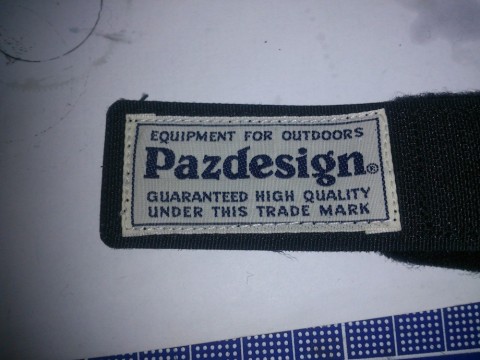 EQUIPMENT FOR OUTDOORS
Pazdesign®
GUARANTEED HIGH QUALITY
UNDER THIS TRADE MARK